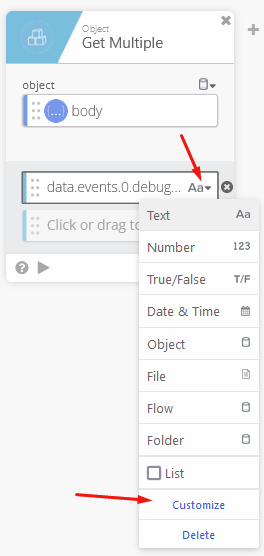 Object
Get Multiple
object
body
data.events.0.debug... Aa
Click or drag to
Text Aa
Number 123
True/False T/F
Date & Time
Object
File
Flow
Folder
List
Customize
Delete